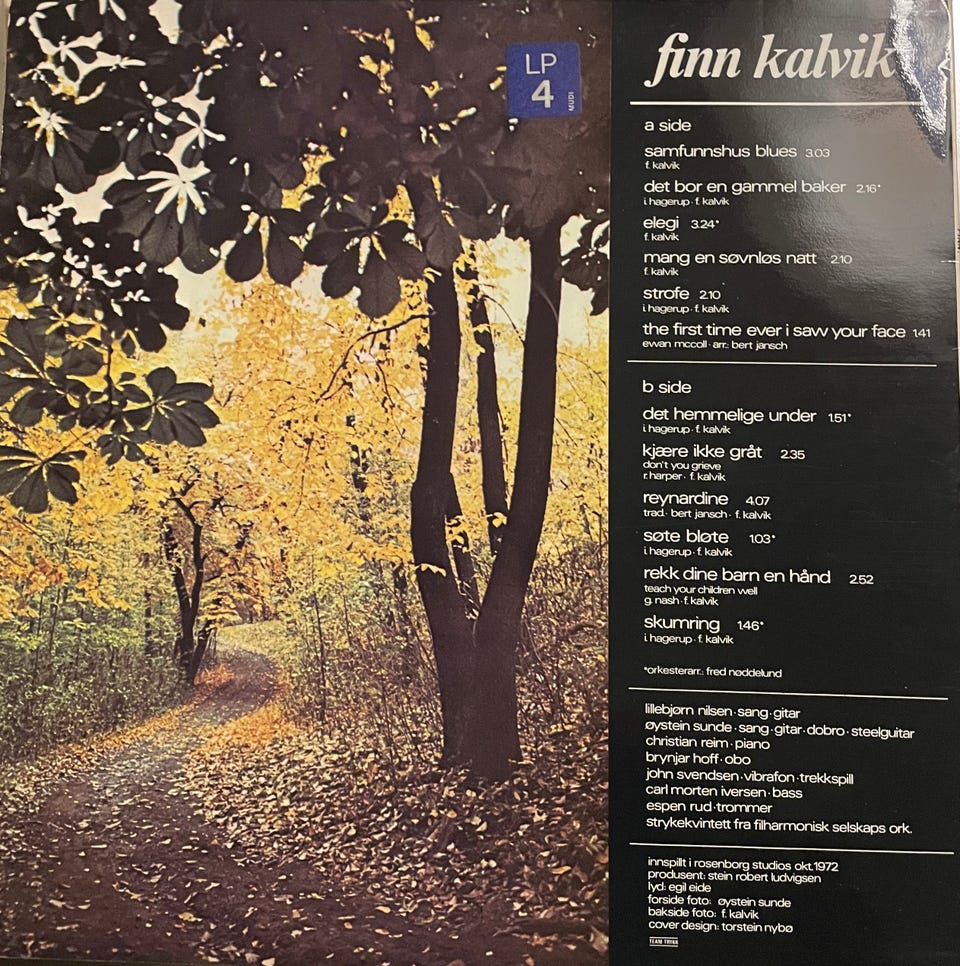 LP
4
MUDI
finn kalvik
a side
samfunnshus blues 3.03
f. kalvik
det bor en gammel baker 2.16*
i. hagerup · f. kalvik
elegi 3.24*
f. kalvik
mang en søvnløs natt 2.10
f. kalvik
strofe 2.10
i. hagerup · f. kalvik
the first time ever i saw your face 1.41
ewan mccoll · arr.: bert jansch
b side
det hemmelige under 1.51*
i. hagerup · f. kalvik
kjære ikke gråt 2.35
don't you grieve
r. harper · f. kalvik
reynardine 4.07
trad · bert jansch · f. kalvik
søte bløte 1.03*
i. hagerup · f. kalvik
rekk dine barn en hånd 2.52
teach your children well
g. nash · f. kalvik
skumring 1.46*
i. hagerup · f. kalvik
*orkesterarr.: fred nøddelund
lillebjørn nilsen · sang · gitar
øystein sunde · sang · gitar · dobro · steelguitar
christian reim · piano
brynjar hoff · obo
john svendsen · vibrafon · trekkspill
carl morten iversen · bass
espen rud · trommer
strykekvintett fra filharmonisk selskaps ork.
innspillt i rosenborg studios okt. 1972
produsent: stein robert ludvigsen
lyd: egil eide
forside foto: øystein sunde
bakside foto: f. kalvik
cover design: torstein nybø
TEAM TRYKK